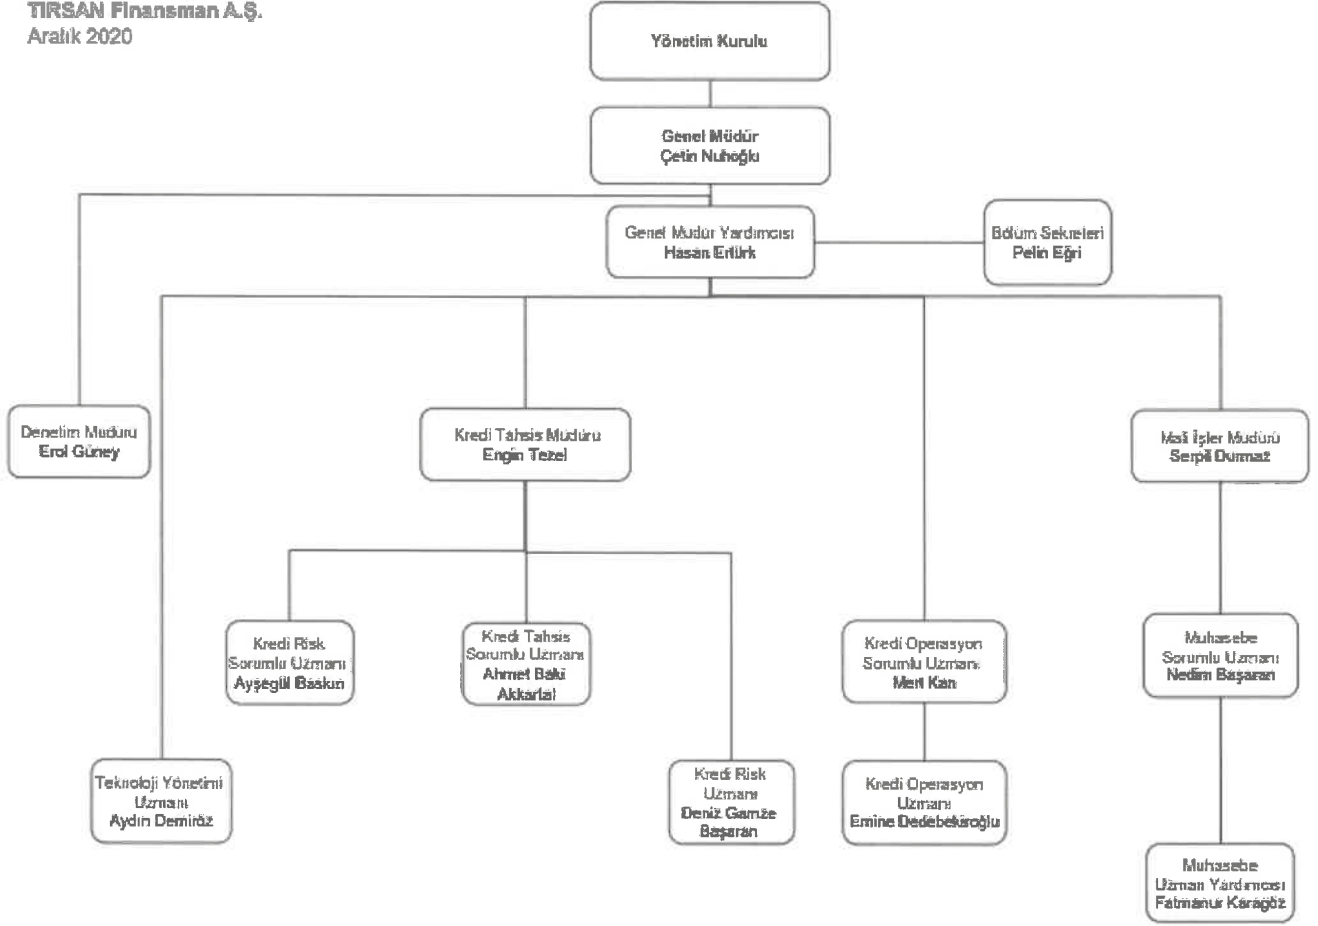 TIRSAN Finansman A.Ş.
Aralık 2020
Yönetim Kurulu
Genel Müdür
Çetin Nuhoğlu
Genel Müdür Yardımcısı
Hasan Ertürk
Bölüm Sekreteri
Pelin Eğri
Denetim Müdürü
Erol Güney
Kredi Tahsis Müdürü
Engin Tezel
Mali İşler Müdürü
Serpil Durmaz
Kredi Risk
Sorumlu Uzmanı
Ayşegül Baskın
Kredi Tahsis
Sorumlu Uzmanı
Ahmet Baki
Akkartal
Kredi Operasyon
Sorumlu Uzmanı
Mert Kan
Muhasebe
Sorumlu Uzmanı
Nedim Başaran
Teknoloji Yönetimi
Uzmanı
Aydın Demiröz
Kredi Risk
Uzmanı
Deniz Gamze
Başaran
Kredi Operasyon
Uzmanı
Emine Dedebekiroğlu
Muhasebe
Uzman Yardımcısı
Fatmanur Karagöz